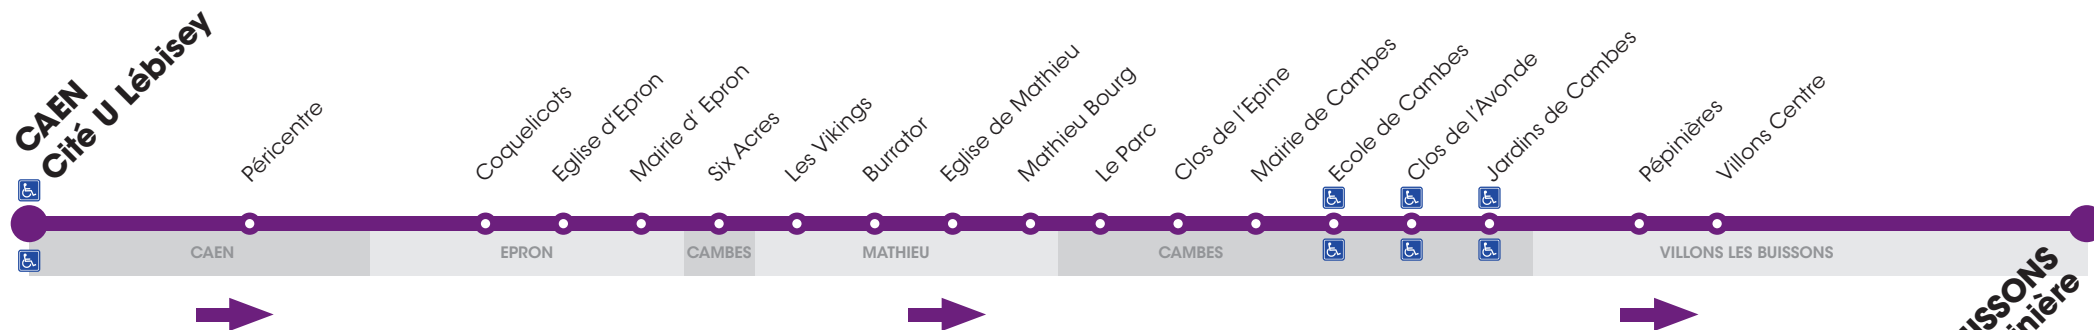 CAEN
Cité U Lébisey
Péricentre
Coquelicots
Eglise d'Epron
Mairie d' Epron
Six Acres
Les Vikings
Burrator
Eglise de Mathieu
Mathieu Bourg
Le Parc
Clos de l'Epine
Mairie de Cambes
Ecole de Cambes
Clos de l'Avonde
Jardins de Cambes
Pépinières
Villons Centre
CAEN
EPRON
CAMBES
MATHIEU
CAMBES
VILLONS LES BUISSONS